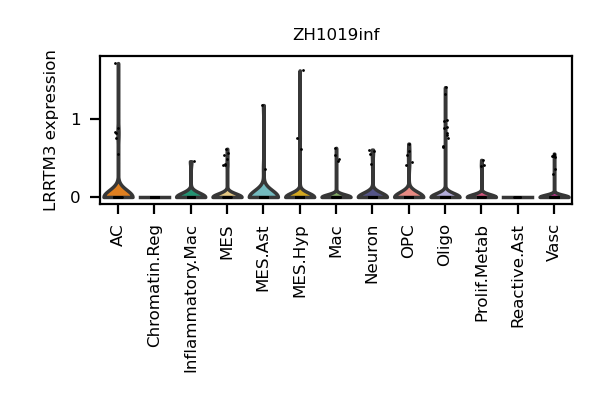 ZH1019inf
LRRTM3 expression
1
0
AC
Chromatin.Reg
Inflammatory.Mac
MES
MES.Ast
MES.Hyp
Mac
Neuron
OPC
Oligo
Prolif.Metab
Reactive.Ast
Vasc